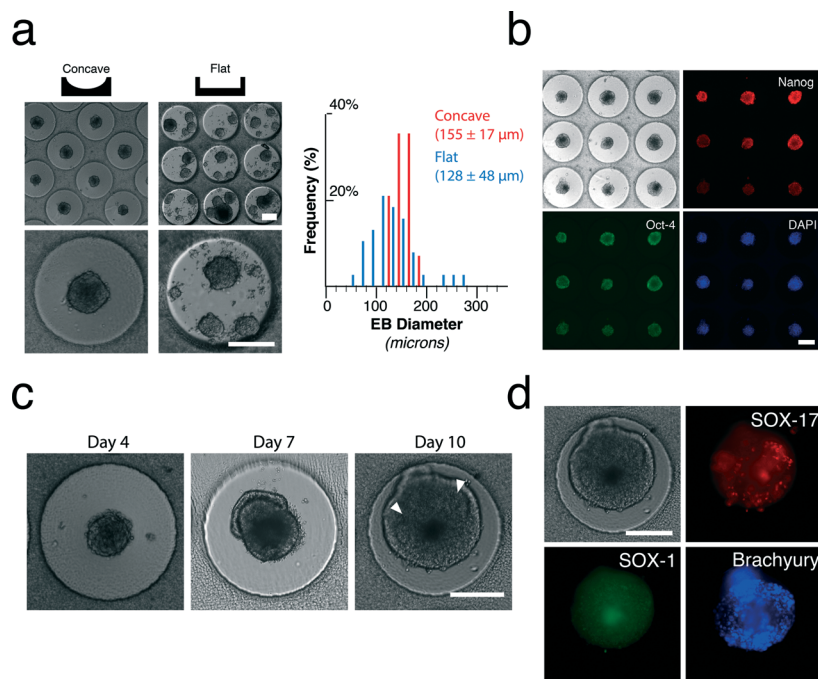 a
Concave
Flat
40%
20%
Frequency (%)
Concave
(155 ± 17 µm)
Flat
(128 ± 48 µm)
0
100
200
300
EB Diameter
(microns)
b
Nanog
Oct-4
DAPI
c
Day 4
Day 7
Day 10
d
SOX-17
SOX-1
Brachyury